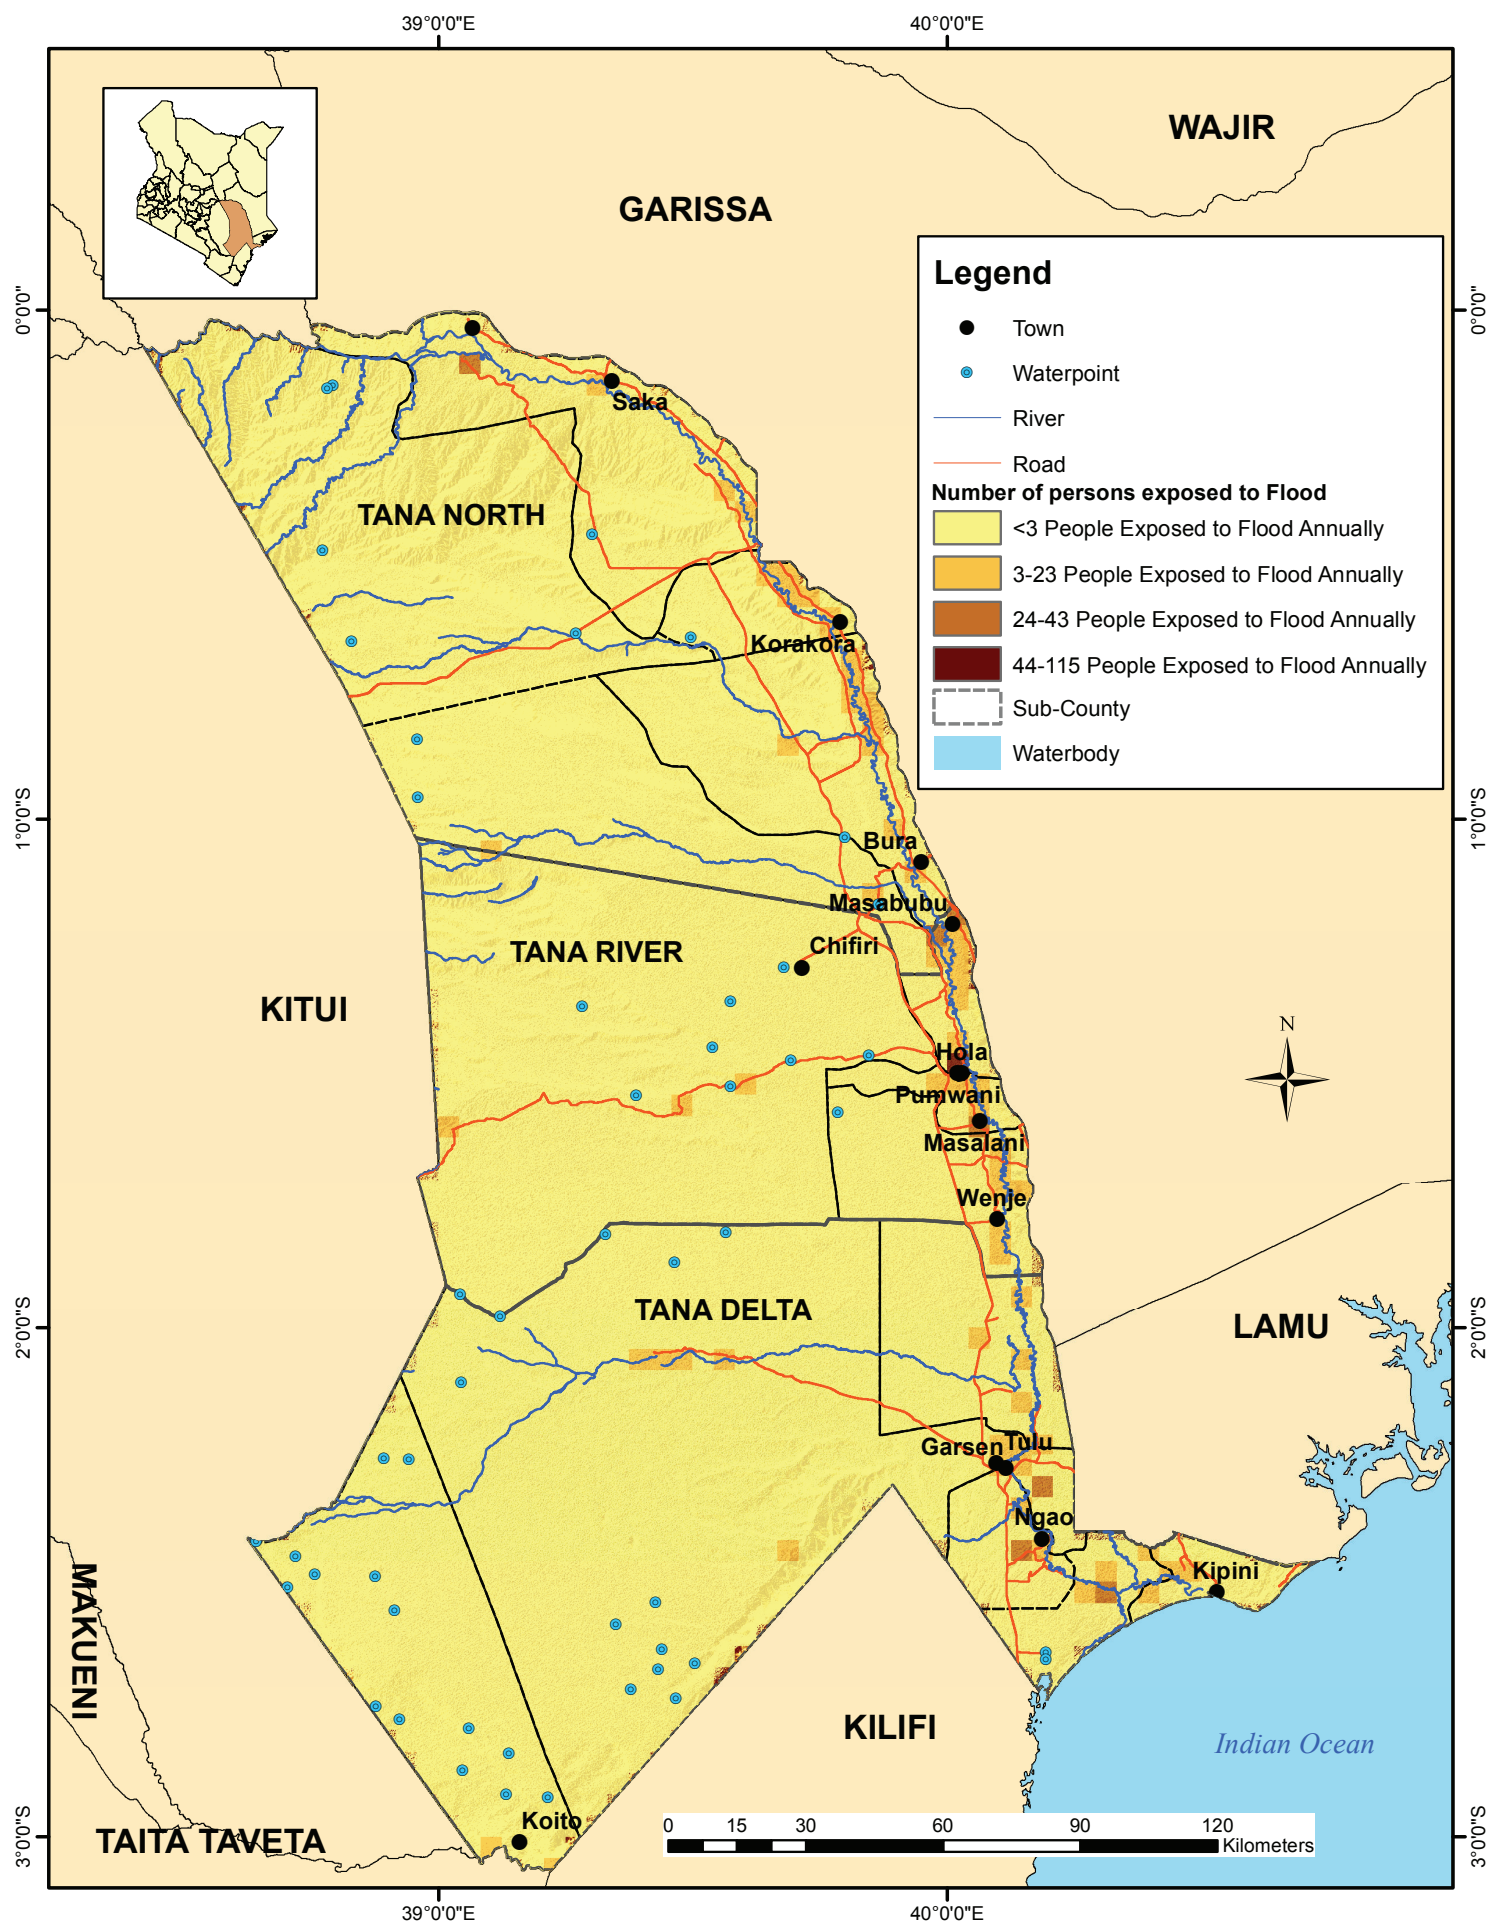 39°0'0"E
40°0'0"E
WAJIR
GARISSA
0°0'0"
0°0'0"
Legend
Town
Waterpoint
River
Road
Number of persons exposed to Flood
<3 People Exposed to Flood Annually
3-23 People Exposed to Flood Annually
24-43 People Exposed to Flood Annually
44-115 People Exposed to Flood Annually
Sub-County
Waterbody
Saka
TANA NORTH
Korakora
1°0'0"S
1°0'0"S
Bura
Masabubu
Chifiri
TANA RIVER
KITUI
N
Hola
Pumwani
Masalani
Wenje
TANA DELTA
LAMU
2°0'0"S
2°0'0"S
Garsen
Tulu
Ngao
Kipini
MAKUENI
KILIFI
Indian Ocean
Koito
TAITA TAVETA
0 15 30 60 90 120
Kilometers
3°0'0"S
3°0'0"S
39°0'0"E
40°0'0"E